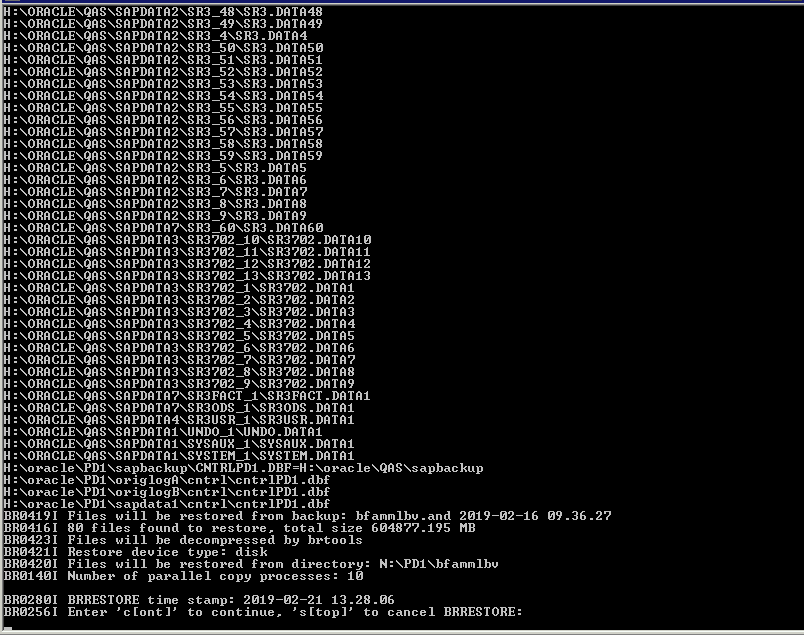 H:\ORACLE\QAS\SAPDATA2\SR3_48\SR3.DATA48
H:\ORACLE\QAS\SAPDATA2\SR3_49\SR3.DATA49
H:\ORACLE\QAS\SAPDATA2\SR3_4\SR3.DATA4
H:\ORACLE\QAS\SAPDATA2\SR3_50\SR3.DATA50
H:\ORACLE\QAS\SAPDATA2\SR3_51\SR3.DATA51
H:\ORACLE\QAS\SAPDATA2\SR3_52\SR3.DATA52
H:\ORACLE\QAS\SAPDATA2\SR3_53\SR3.DATA53
H:\ORACLE\QAS\SAPDATA2\SR3_54\SR3.DATA54
H:\ORACLE\QAS\SAPDATA2\SR3_55\SR3.DATA55
H:\ORACLE\QAS\SAPDATA2\SR3_56\SR3.DATA56
H:\ORACLE\QAS\SAPDATA2\SR3_57\SR3.DATA57
H:\ORACLE\QAS\SAPDATA2\SR3_58\SR3.DATA58
H:\ORACLE\QAS\SAPDATA2\SR3_59\SR3.DATA59
H:\ORACLE\QAS\SAPDATA2\SR3_5\SR3.DATA5
H:\ORACLE\QAS\SAPDATA2\SR3_6\SR3.DATA6
H:\ORACLE\QAS\SAPDATA2\SR3_7\SR3.DATA7
H:\ORACLE\QAS\SAPDATA2\SR3_8\SR3.DATA8
H:\ORACLE\QAS\SAPDATA2\SR3_9\SR3.DATA9
H:\ORACLE\QAS\SAPDATA7\SR3_60\SR3.DATA60
H:\ORACLE\QAS\SAPDATA3\SR3702_10\SR3702.DATA10
H:\ORACLE\QAS\SAPDATA3\SR3702_11\SR3702.DATA11
H:\ORACLE\QAS\SAPDATA3\SR3702_12\SR3702.DATA12
H:\ORACLE\QAS\SAPDATA3\SR3702_13\SR3702.DATA13
H:\ORACLE\QAS\SAPDATA3\SR3702_1\SR3702.DATA1
H:\ORACLE\QAS\SAPDATA3\SR3702_2\SR3702.DATA2
H:\ORACLE\QAS\SAPDATA3\SR3702_3\SR3702.DATA3
H:\ORACLE\QAS\SAPDATA3\SR3702_4\SR3702.DATA4
H:\ORACLE\QAS\SAPDATA3\SR3702_5\SR3702.DATA5
H:\ORACLE\QAS\SAPDATA3\SR3702_6\SR3702.DATA6
H:\ORACLE\QAS\SAPDATA3\SR3702_7\SR3702.DATA7
H:\ORACLE\QAS\SAPDATA3\SR3702_8\SR3702.DATA8
H:\ORACLE\QAS\SAPDATA3\SR3702_9\SR3702.DATA9
H:\ORACLE\QAS\SAPDATA7\SR3FACT_1\SR3FACT.DATA1
H:\ORACLE\QAS\SAPDATA7\SR3ODS_1\SR3ODS.DATA1
H:\ORACLE\QAS\SAPDATA4\SR3USR_1\SR3USR.DATA1
H:\ORACLE\QAS\SAPDATA1\UNDO_1\UNDO.DATA1
H:\ORACLE\QAS\SAPDATA1\SYSAUX_1\SYSAUX.DATA1
H:\ORACLE\QAS\SAPDATA1\SYSTEM_1\SYSTEM.DATA1
H:\oracle\PD1\sapbackup\CNTRLPD1.DBF=H:\oracle\QAS\sapbackup
H:\oracle\PD1\origlogA\cntrl\cntrlPD1.dbf
H:\oracle\PD1\origlogB\cntrl\cntrlPD1.dbf
H:\oracle\PD1\sapdata1\cntrl\cntrlPD1.dbf
BR0419I Files will be restored from backup: bfammlbv.and 2019-02-16 09.36.27
BR0416I 80 files found to restore, total size 604877.195 MB
BR0423I Files will be decompressed by brtools
BR0421I Restore device type: disk
BR0420I Files will be restored from directory: N:\PD1\bfammlbv
BR0140I Number of parallel copy processes: 10
BR0280I BRRESTORE time stamp: 2019-02-21 13.28.06
BR0256I Enter 'c[ont]' to continue, 's[top]' to cancel BRRESTORE: